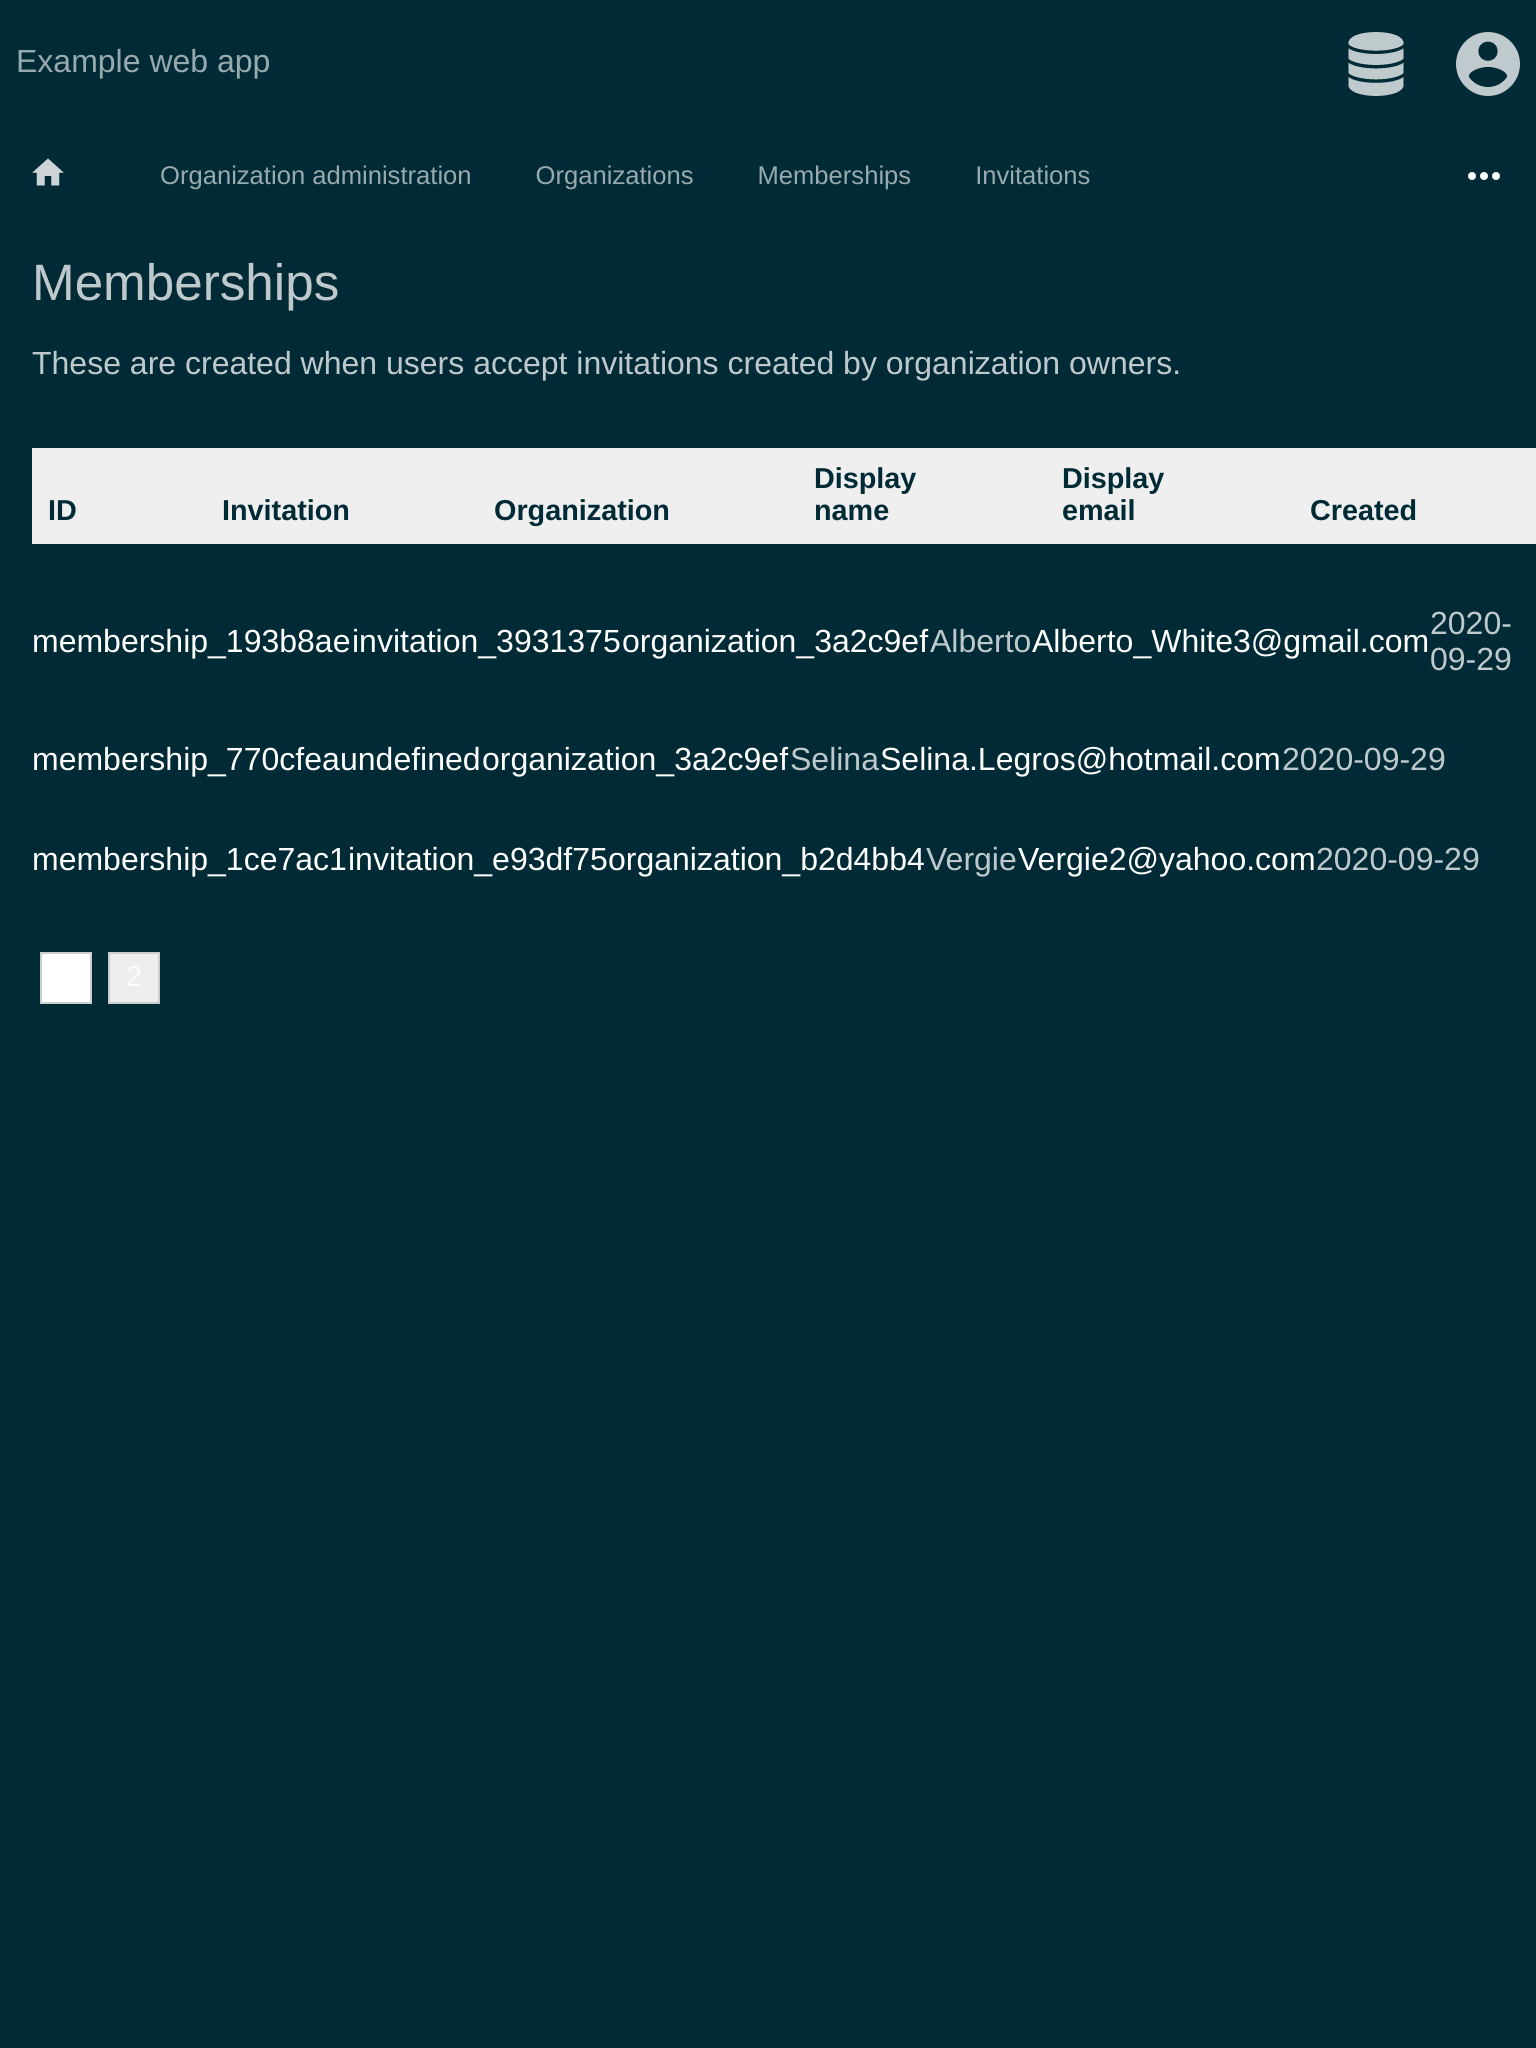 Example web app
Organization administration Organizations Memberships Invitations
Memberships
These are created when users accept invitations created by organization owners.
ID Invitation Organization Display name Display email Created
membership_193b8ae invitation_3931375 organization_3a2c9ef Alberto Alberto_White3@gmail.com 2020-09-29
membership_770cfea undefined organization_3a2c9ef Selina Selina.Legros@hotmail.com 2020-09-29
membership_1ce7ac1 invitation_e93df75 organization_b2d4bb4 Vergie Vergie2@yahoo.com 2020-09-29
2